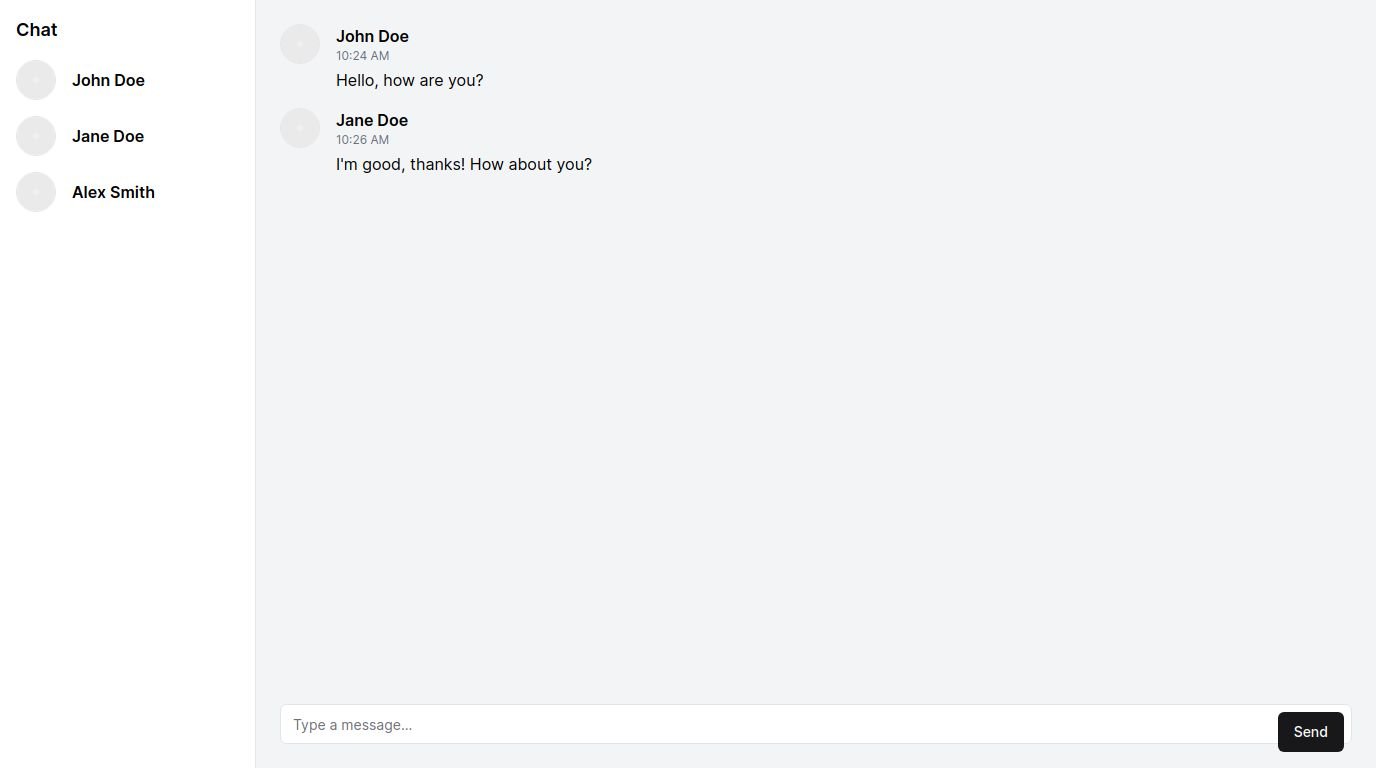 Chat
John Doe
Jane Doe
Alex Smith
John Doe
10:24 AM
Hello, how are you?
Jane Doe
10:26 AM
I'm good, thanks! How about you?
Type a message...
Send